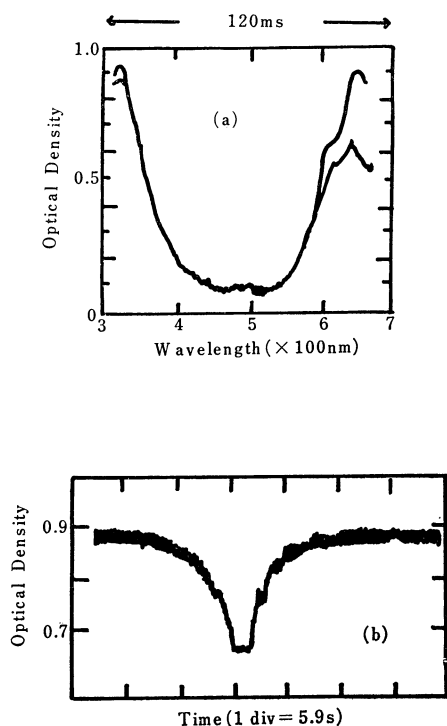 120ms
1.0
(a)
Optical Density
0.5
0
3 4 5 6 7
Wavelength(×100nm)
0.9
Optical Density
0.7
(b)
Time(1 div=5.9s)